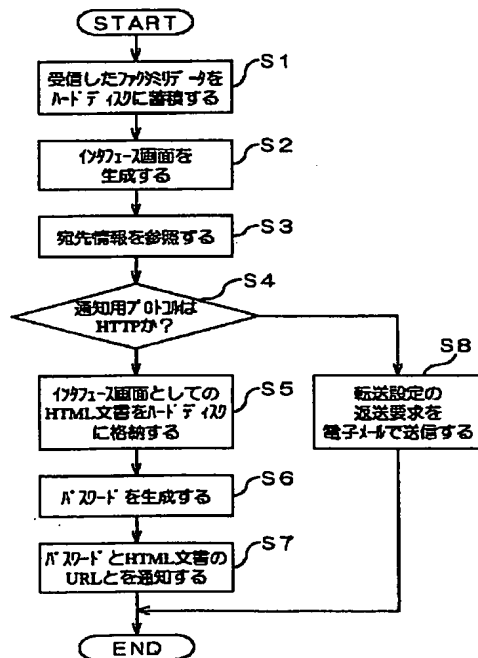 START
S1
受信したファクシミリデータを
ハードディスクに蓄積する
S2
インタフェース画面を
生成する
S3
宛先情報を参照する
S4
通知用プロトコルは
HTTPか？
S5
インタフェース画面としての
HTML文書をハードディスク
に格納する
S8
転送設定の
返送要求を
電子メールで送信する
S6
パスワードを生成する
S7
パスワードとHTML文書の
URLとを通知する
END